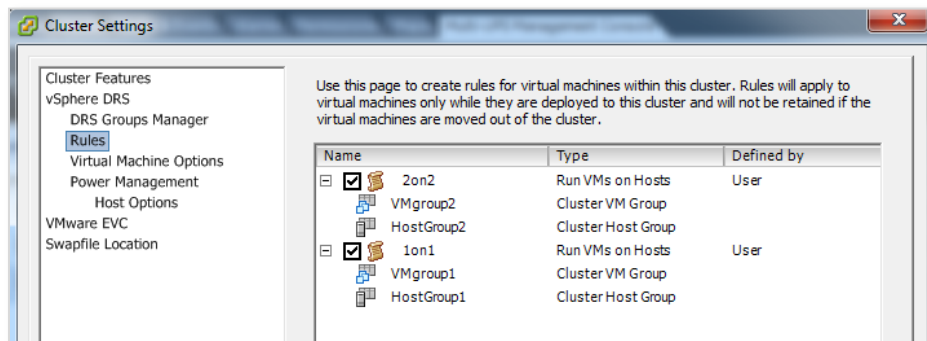 Cluster Settings
Cluster Features
vSphere DRS
DRS Groups Manager
Rules
Virtual Machine Options
Power Management
Host Options
VMware EVC
Swapfile Location
Use this page to create rules for virtual machines within this cluster. Rules will apply to
virtual machines only while they are deployed to this cluster and will not be retained if the
virtual machines are moved out of the cluster.
Name Type Defined by
2on2 Run VMs on Hosts User
VMgroup2 Cluster VM Group
HostGroup2 Cluster Host Group
1on1 Run VMs on Hosts User
VMgroup1 Cluster VM Group
HostGroup1 Cluster Host Group